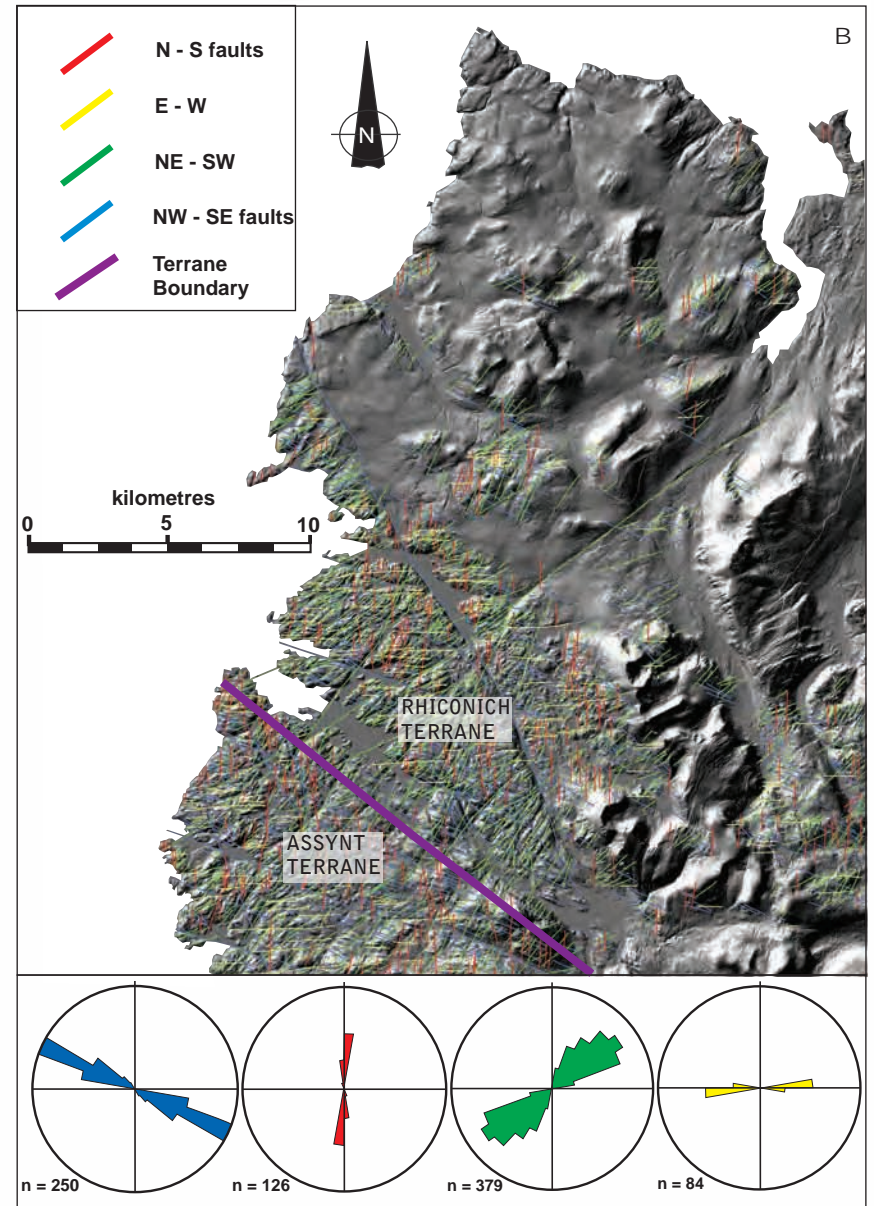 B
N - S faults
E - W
NE - SW
NW - SE faults
Terrane
Boundary
N
kilometres
0 5 10
RHICONICH
TERRANE
ASSYNT
TERRANE
n = 250
n = 126
n = 379
n = 84